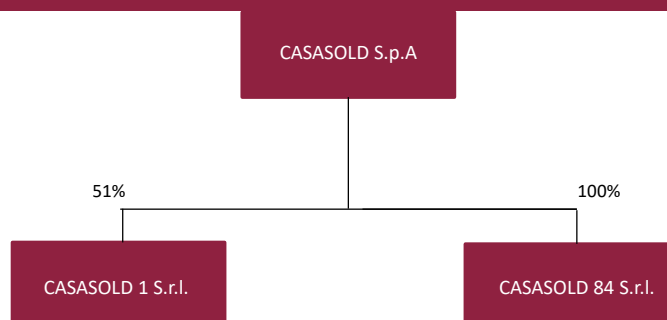 CASASOLD S.p.A
51%
100%
CASASOLD 1 S.r.l.
CASASOLD 84 S.r.l.